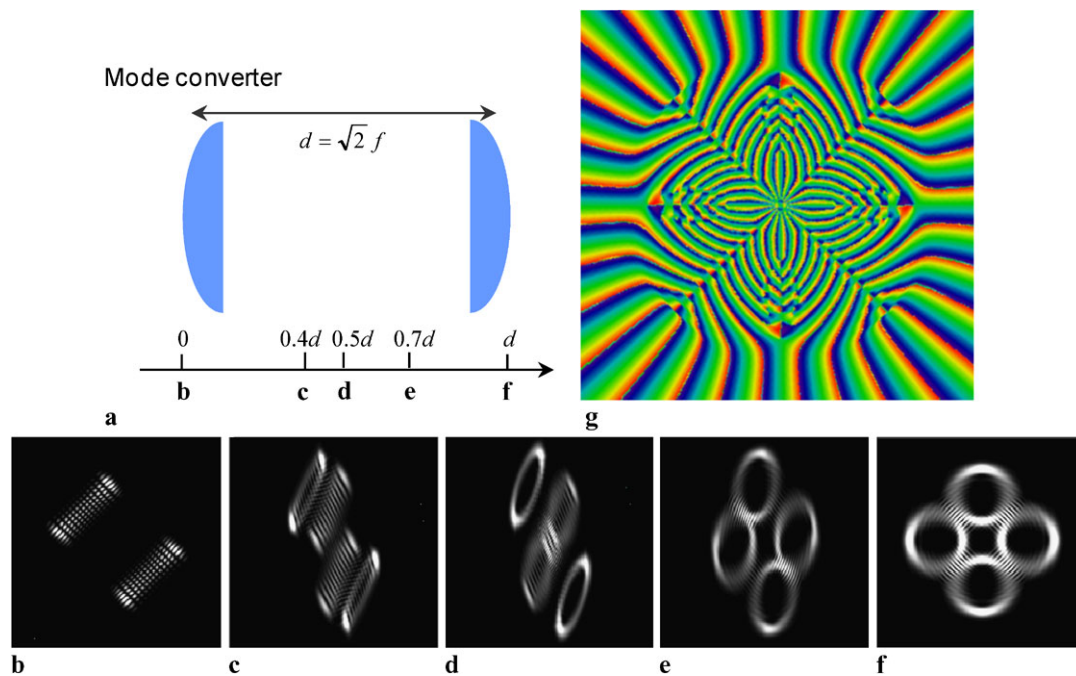 Mode converter
d = √2 f
0 0.4d 0.5d 0.7d d
b c d e f
a g
b c d e f